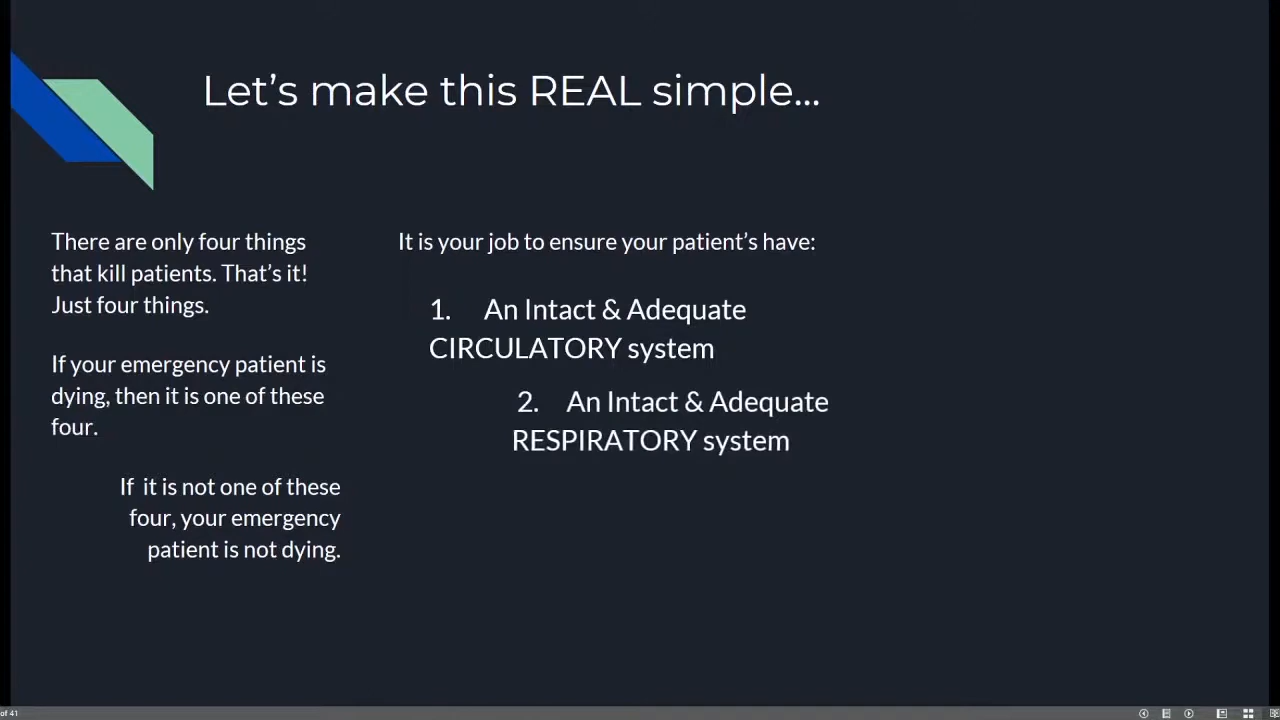 Let's make this REAL simple...
There are only four things
that kill patients. That's it!
Just four things.
If your emergency patient is
dying, then it is one of these
four.
If it is not one of these
four, your emergency
patient is not dying.
It is your job to ensure your patient's have:
1. An Intact & Adequate
CIRCULATORY system
2. An Intact & Adequate
RESPIRATORY system
of 41